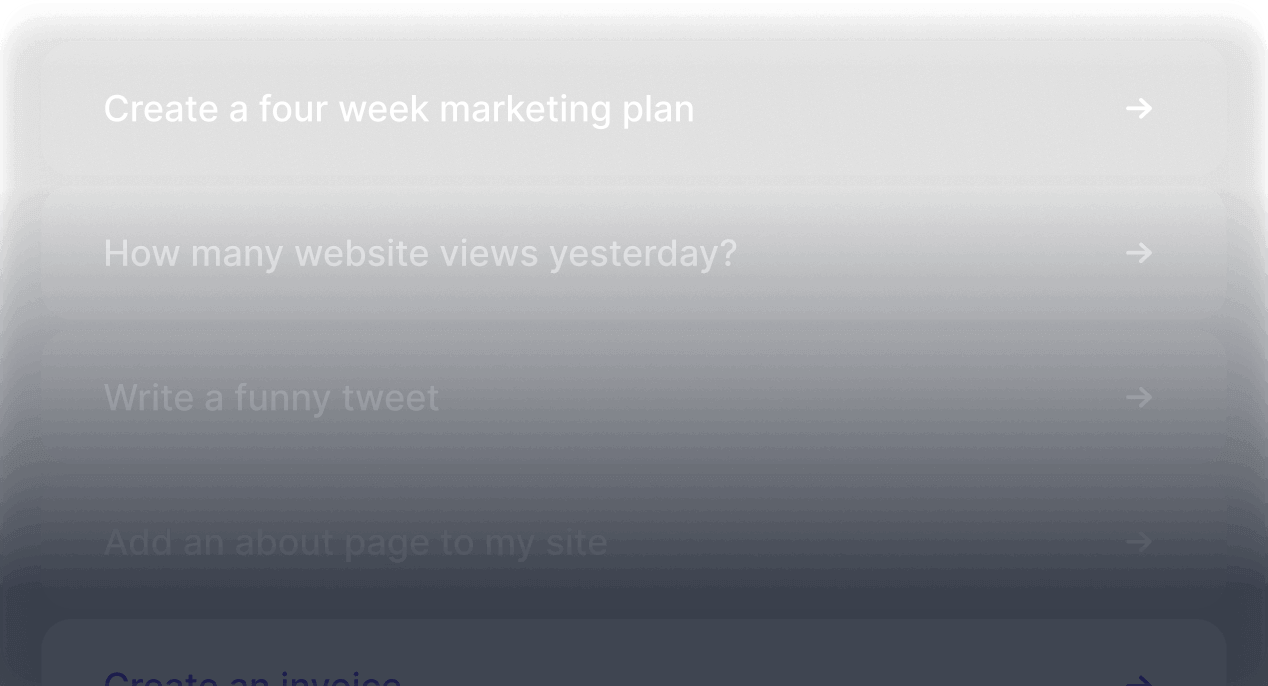 Create a four week marketing plan →
How many website views yesterday? →
Write a funny tweet →
Add an about page to my site →
Create an invoice →